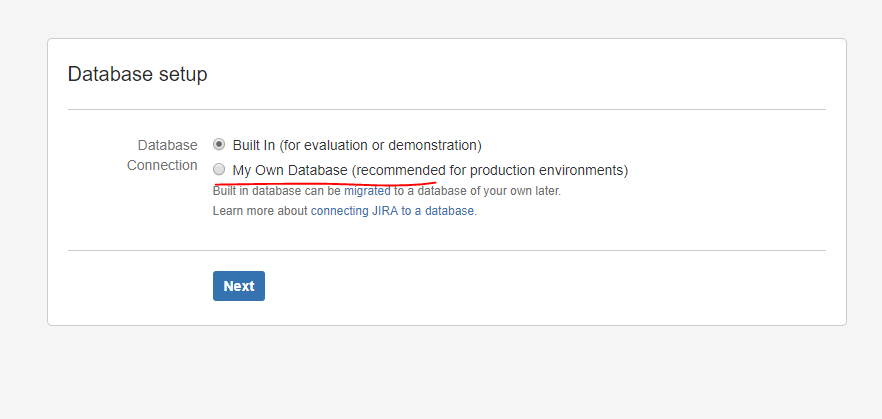 Database setup
Database Connection
Built In (for evaluation or demonstration)
My Own Database (recommended for production environments)
Built in database can be migrated to a database of your own later.
Learn more about connecting JIRA to a database.
Next